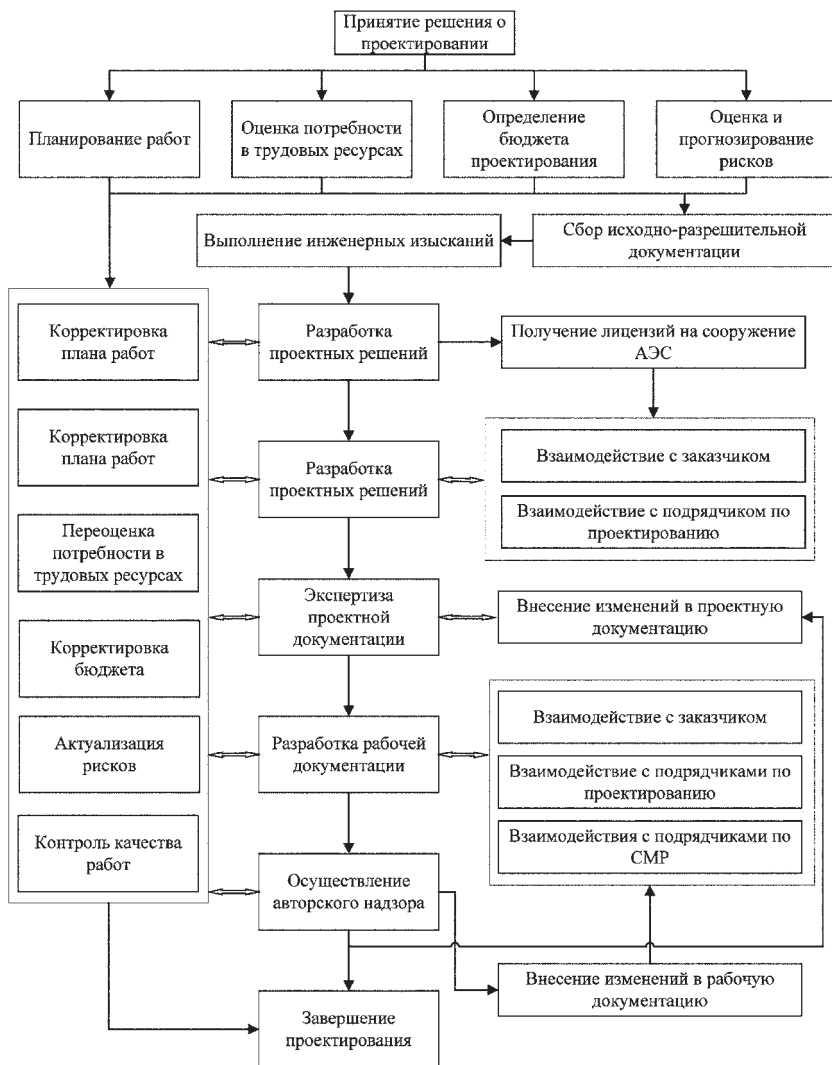 Принятие решения о
проектировании
Планирование работ
Оценка потребности
в трудовых ресурсах
Определение
бюджета
проектирования
Оценка и
прогнозирование
рисков
Выполнение инженерных изысканий
Сбор исходно-разрешительной
документации
Корректировка
плана работ
Разработка
проектных решений
Получение лицензий на сооружение
АЭС
Корректировка
плана работ
Разработка
проектных решений
Взаимодействие с заказчиком
Взаимодействие с подрядчиком по
проектированию
Переоценка
потребности в
трудовых ресурсах
Экспертиза
проектной
документации
Внесение изменений в проектную
документацию
Корректировка
бюджета
Актуализация
рисков
Разработка рабочей
документации
Взаимодействие с заказчиком
Взаимодействие с подрядчиками по
проектированию
Взаимодействия с подрядчиками по
СМР
Контроль качества
работ
Осуществление
авторского надзора
Внесение изменений в рабочую
документацию
Завершение
проектирования